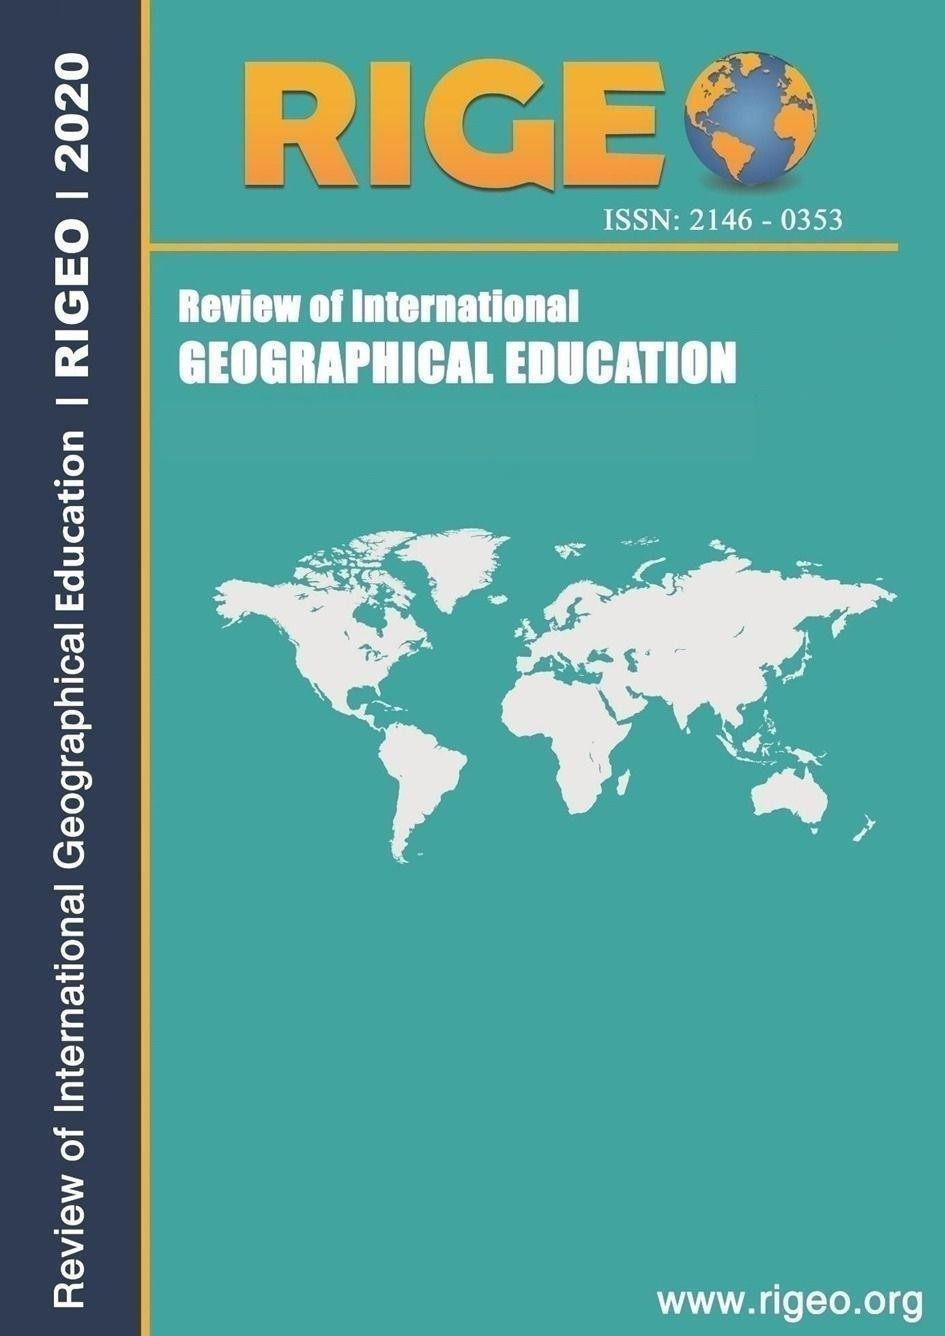 Review of International Geographical Education | RIGEO | 2020
RIGEO
ISSN: 2146 - 0353
Review of International
GEOGRAPHICAL EDUCATION
www.rigeo.org